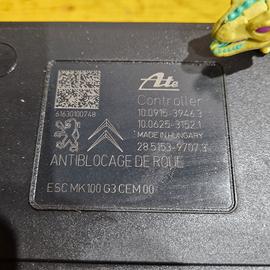 Ate
Controller
61630100748
10.0915-3946.3
10.0625-3152.1
MADE IN HUNGARY
28.5153-9707.3
ANTIBLOCAGE DE ROUE
ESC MK100 G3 CEM 00